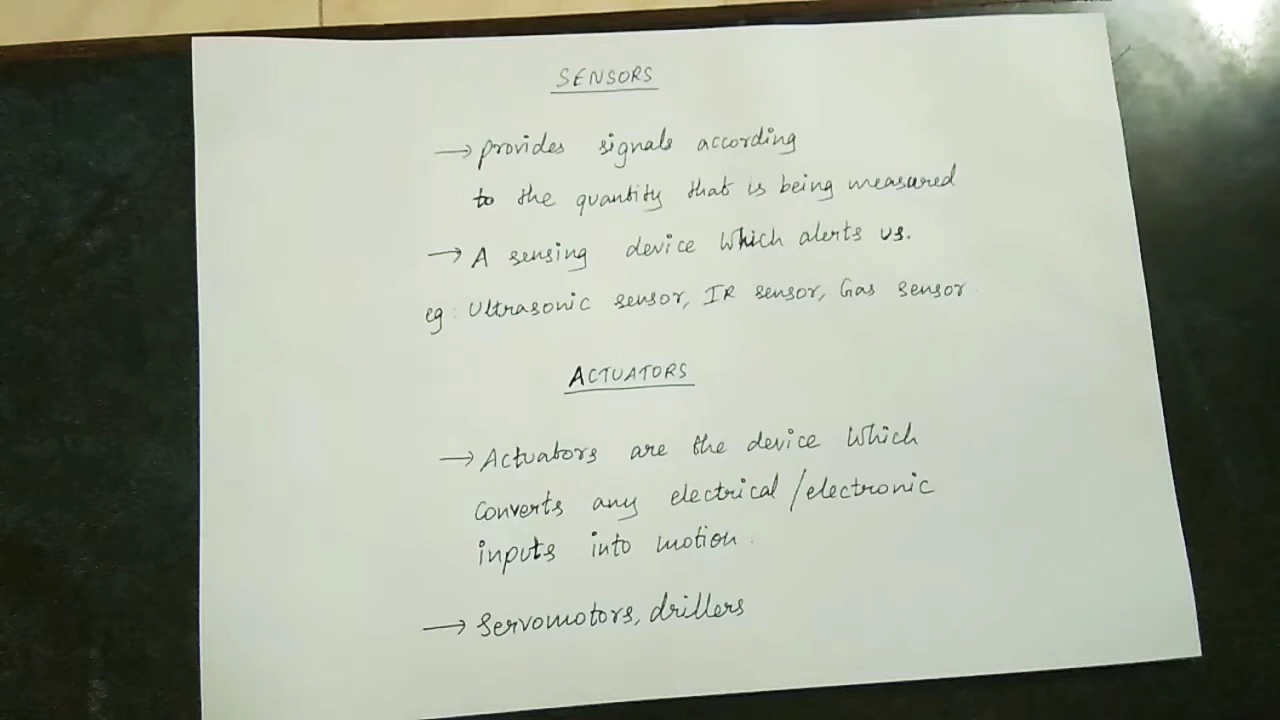 SENSORS
→ provides signals according
to the quantity that is being measured
→ A sensing device which alerts us.
eg: Ultrasonic sensor, IR sensor, Gas sensor
ACTUATORS
→ Actuators are the device which
converts any electrical/electronic
inputs into motion.
→ Servomotors, drillers